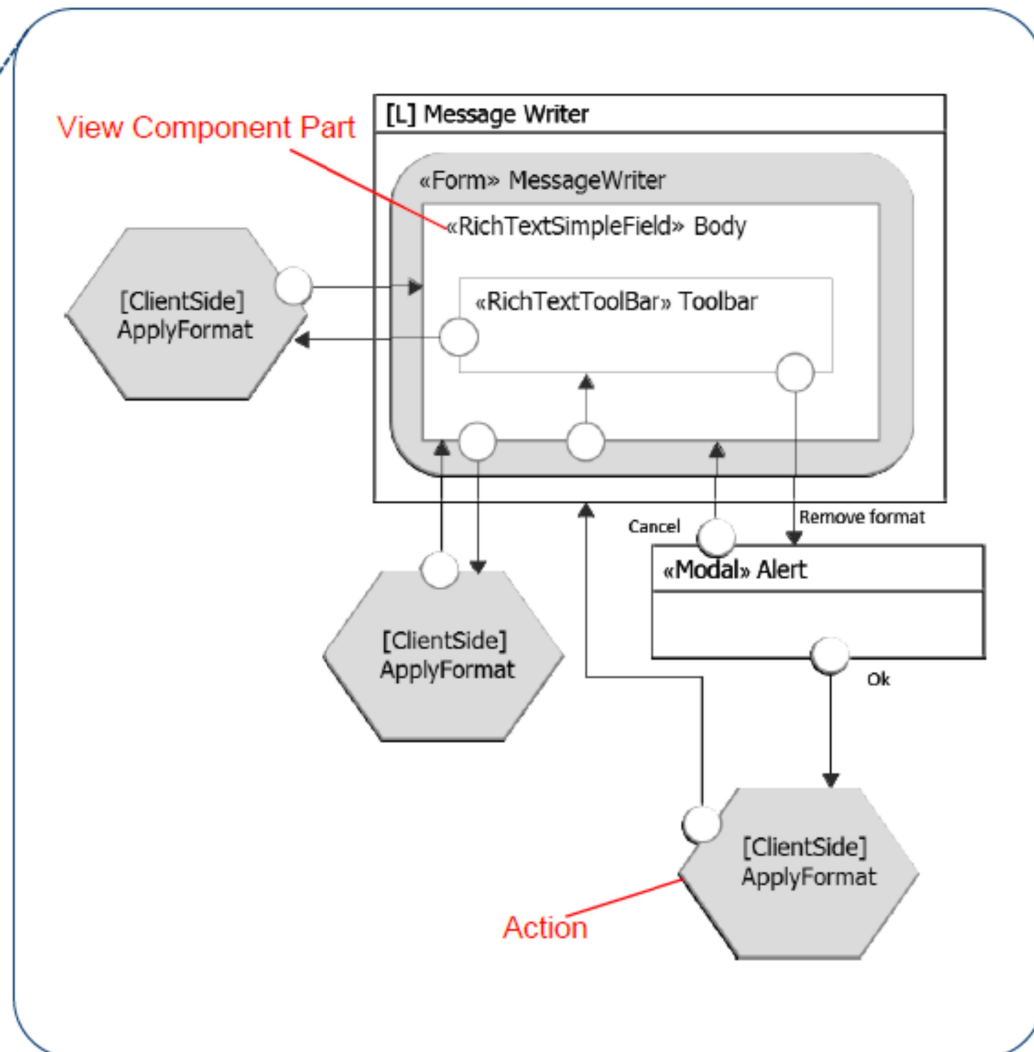 [L] Message Writer
View Component Part
«Form» MessageWriter
«RichTextSimpleField» Body
[ClientSide]
ApplyFormat
«RichTextToolBar» Toolbar
Cancel
Remove format
«Modal» Alert
[ClientSide]
ApplyFormat
Ok
[ClientSide]
ApplyFormat
Action